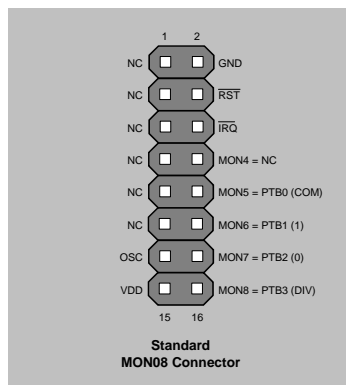 1 2
NC GND
NC RST
NC IRQ
NC MON4 = NC
NC MON5 = PTB0 (COM)
NC MON6 = PTB1 (1)
OSC MON7 = PTB2 (0)
VDD MON8 = PTB3 (DIV)
15 16
Standard
MON08 Connector